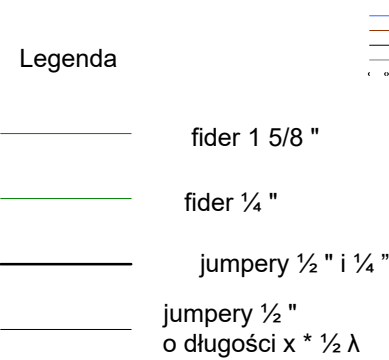 Legenda
fider 1 5/8 "
fider ¼ "
jumpery ½ " i ¼ ”
jumpery ½ "
o długości x * ½ λ